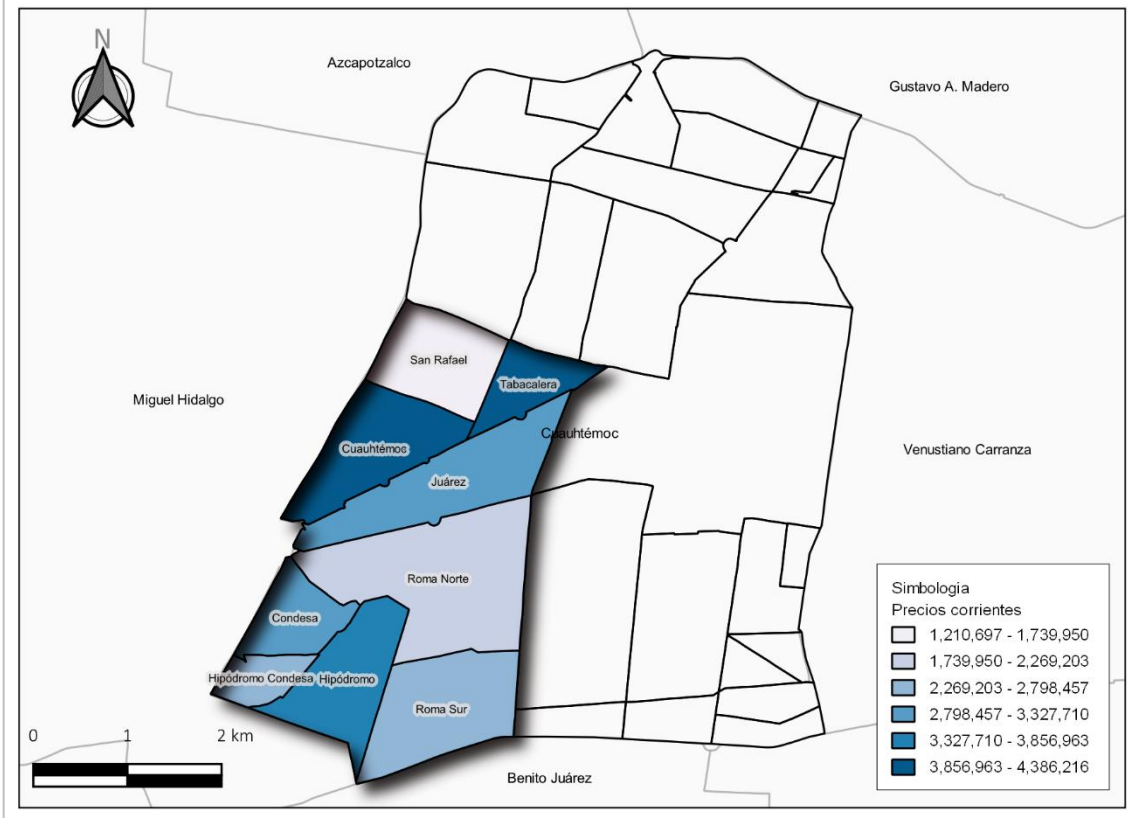 N
Azcapotzalco
Gustavo A. Madero
San Rafael
Tabacalera
Miguel Hidalgo
Cuauhtémoc
Cuauhtémoc
Venustiano Carranza
Juárez
Roma Norte
Condesa
Hipódromo Condesa
Hipódromo
Roma Sur
0 1 2 km
Benito Juárez
Simbología
Precios corrientes
1,210,697 - 1,739,950
1,739,950 - 2,269,203
2,269,203 - 2,798,457
2,798,457 - 3,327,710
3,327,710 - 3,856,963
3,856,963 - 4,386,216